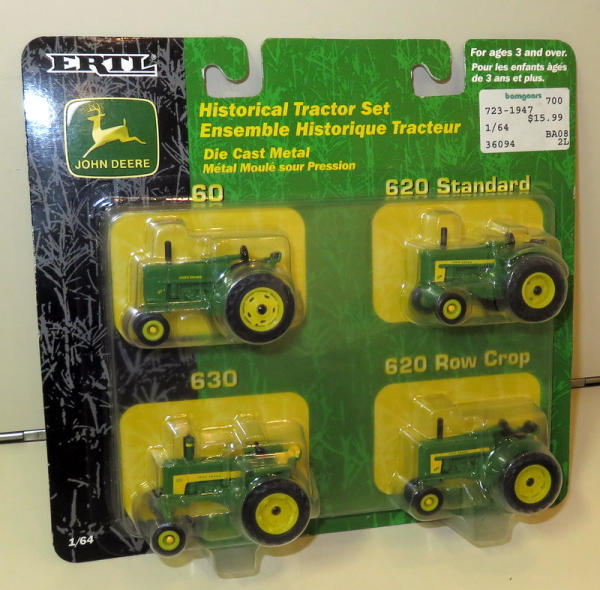 ERTL
JOHN DEERE
Historical Tractor Set
Ensemble Historique Tracteur
Die Cast Metal
Métal Moulé sour Pression
For ages 3 and over.
Pour les enfants âgés
de 3 ans et plus.
bomgaars 700
723-1947
$15.99
1/64 BA08
36094 2L
60
620 Standard
630
620 Row Crop
1/64